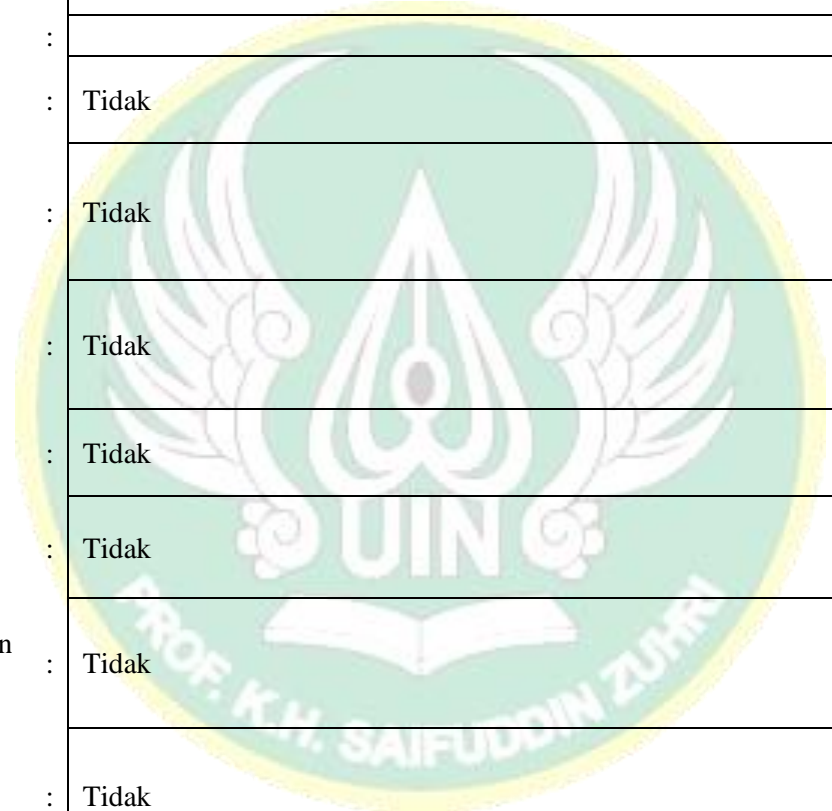 :
: Tidak
: Tidak
: Tidak
: Tidak
: Tidak
n : Tidak
: Tidak
UIN
PROF. K.H. SAIFUDDIN ZUHRI